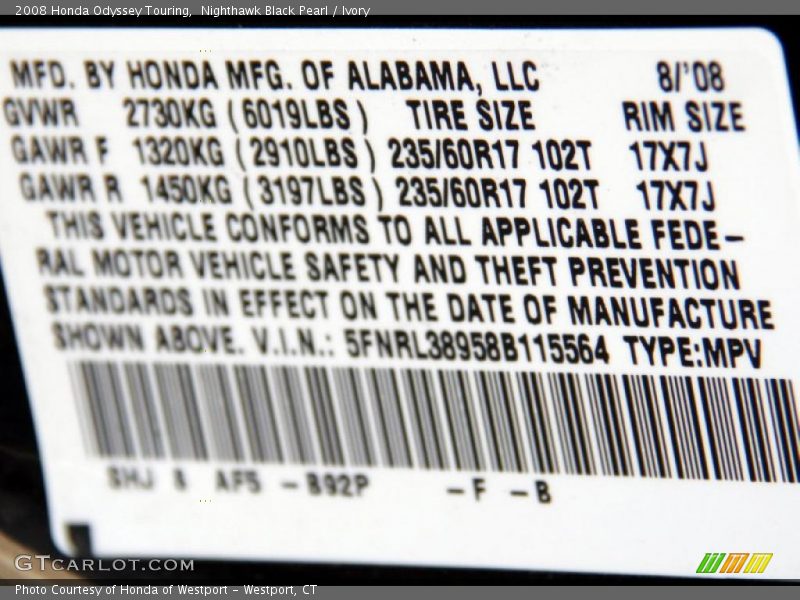 2008 Honda Odyssey Touring,  Nighthawk Black Pearl / Ivory
MFD. BY HONDA MFG. OF ALABAMA, LLC 8/'08
GVWR 2730KG (6019LBS) TIRE SIZE RIM SIZE
GAWR F 1320KG (2910LBS) 235/60R17 102T 17X7J
GAWR R 1450KG (3197LBS) 235/60R17 102T 17X7J
THIS VEHICLE CONFORMS TO ALL APPLICABLE FEDE-
RAL MOTOR VEHICLE SAFETY AND THEFT PREVENTION
STANDARDS IN EFFECT ON THE DATE OF MANUFACTURE
SHOWN ABOVE. V.I.N.: 5FNRL38958B115564 TYPE:MPV
SHJ 8 AF5 -B92P -F -B
GTCARLOT.COM
Photo Courtesy of Honda of Westport - Westport, CT